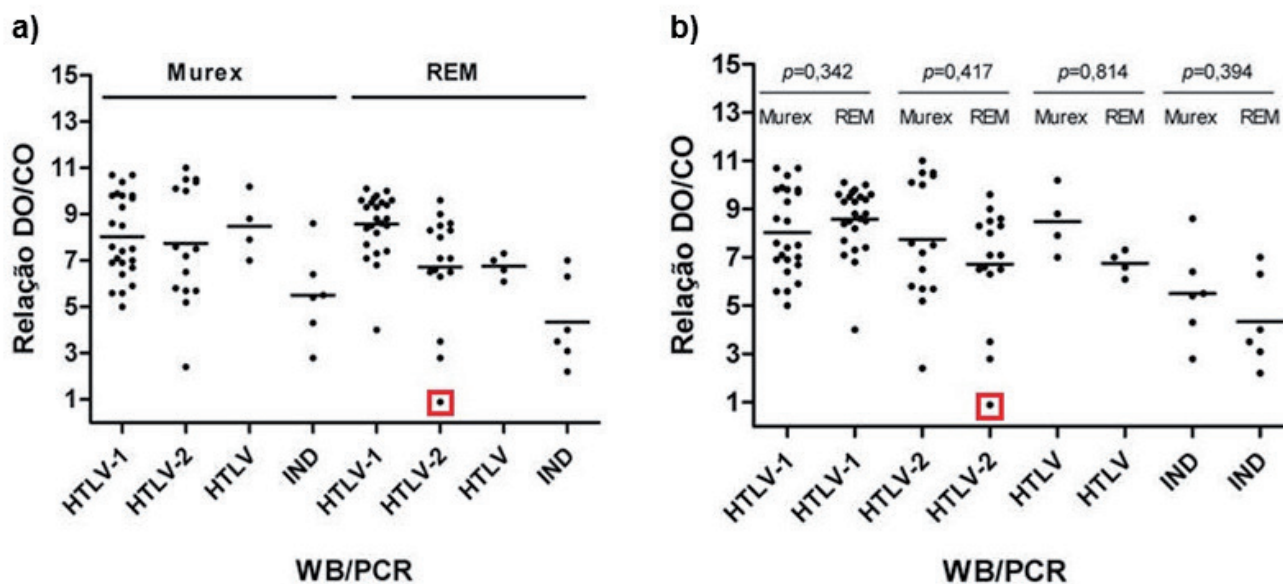 a)
Murex REM
Relação DO/CO
15
13
11
9
7
5
3
1
HTLV-1 HTLV-2 HTLV IND HTLV-1 HTLV-2 HTLV IND
WB/PCR
b)
p=0,342 p=0,417 p=0,814 p=0,394
Murex REM Murex REM Murex REM Murex REM
Relação DO/CO
15
13
11
9
7
5
3
1
HTLV-1 HTLV-1 HTLV-2 HTLV-2 HTLV HTLV IND IND
WB/PCR